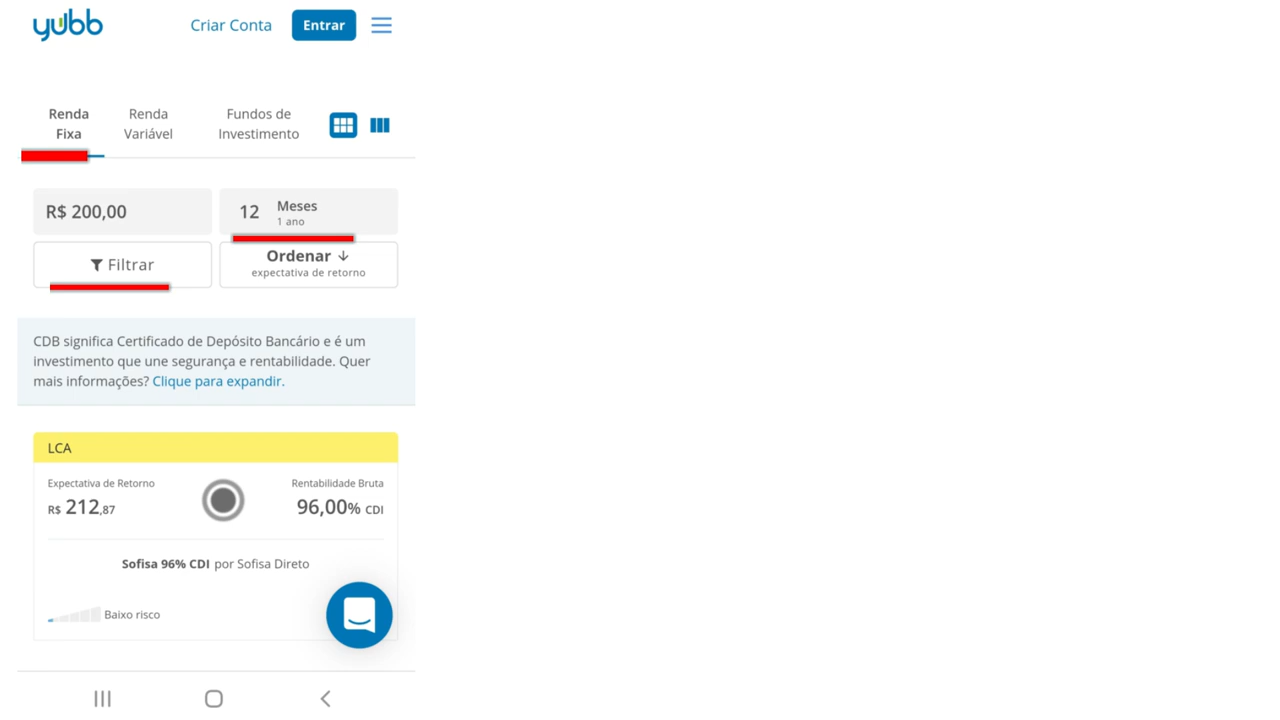 yubb
Criar Conta
Entrar
Renda
Fixa
Renda
Variável
Fundos de
Investimento
R$ 200,00
12 Meses
1 ano
Filtrar
Ordenar ↓
expectativa de retorno
CDB significa Certificado de Depósito Bancário e é um
investimento que une segurança e rentabilidade. Quer
mais informações? Clique para expandir.
LCA
Expectativa de Retorno
R$ 212,87
Rentabilidade Bruta
96,00% CDI
Sofisa 96% CDI por Sofisa Direto
Baixo risco